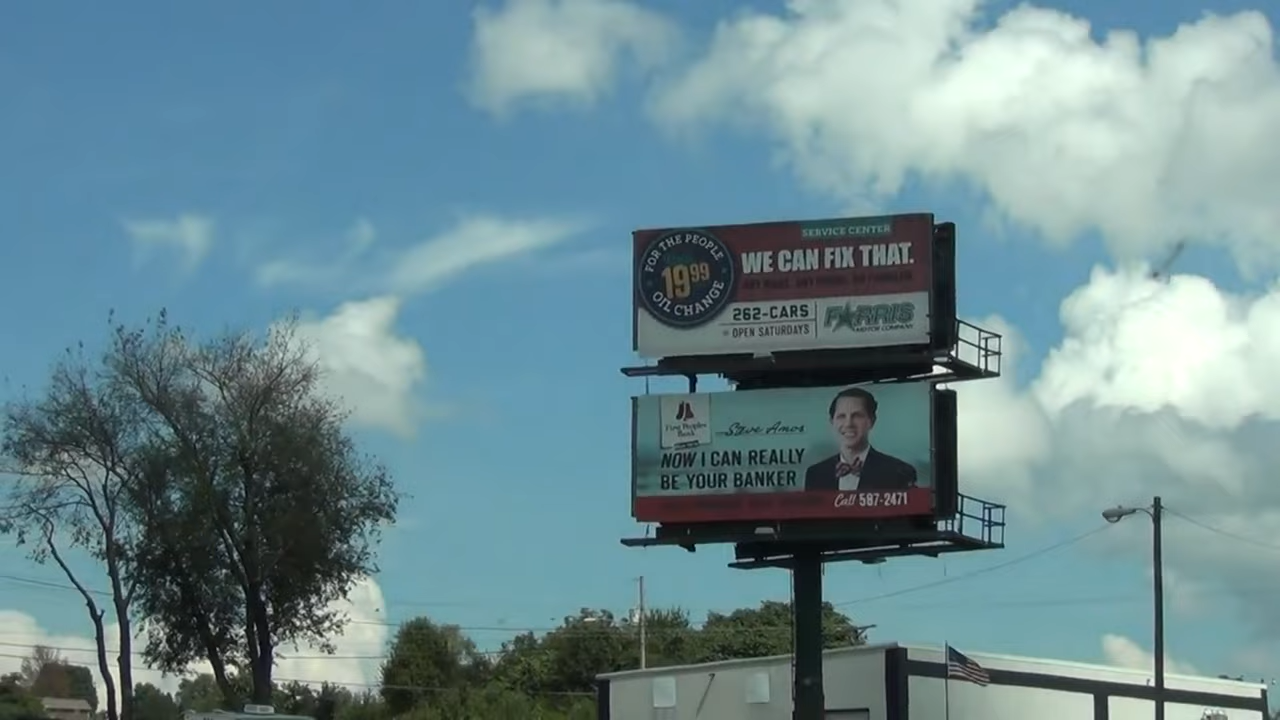 SERVICE CENTER
FOR THE PEOPLE
19.99
OIL CHANGE
WE CAN FIX THAT.
262-CARS
OPEN SATURDAYS
FARRIS
MOTOR COMPANY
First Peoples
Bank
Steve Amos
NOW I CAN REALLY
BE YOUR BANKER
Call 587-2471